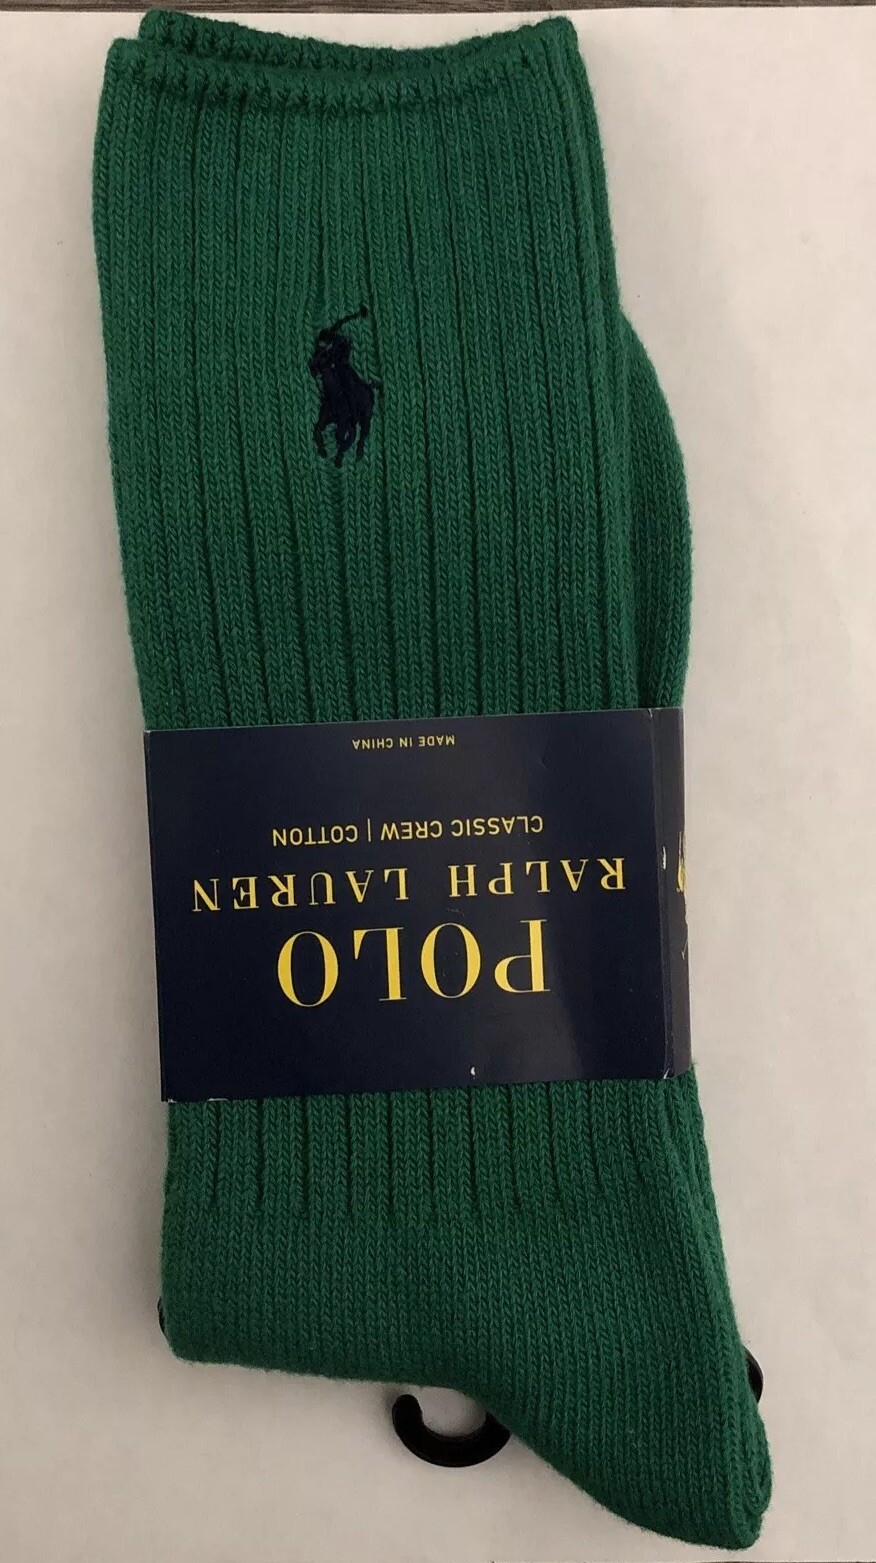 POLO
RALPH LAUREN
CLASSIC CREW | COTTON
MADE IN CHINA